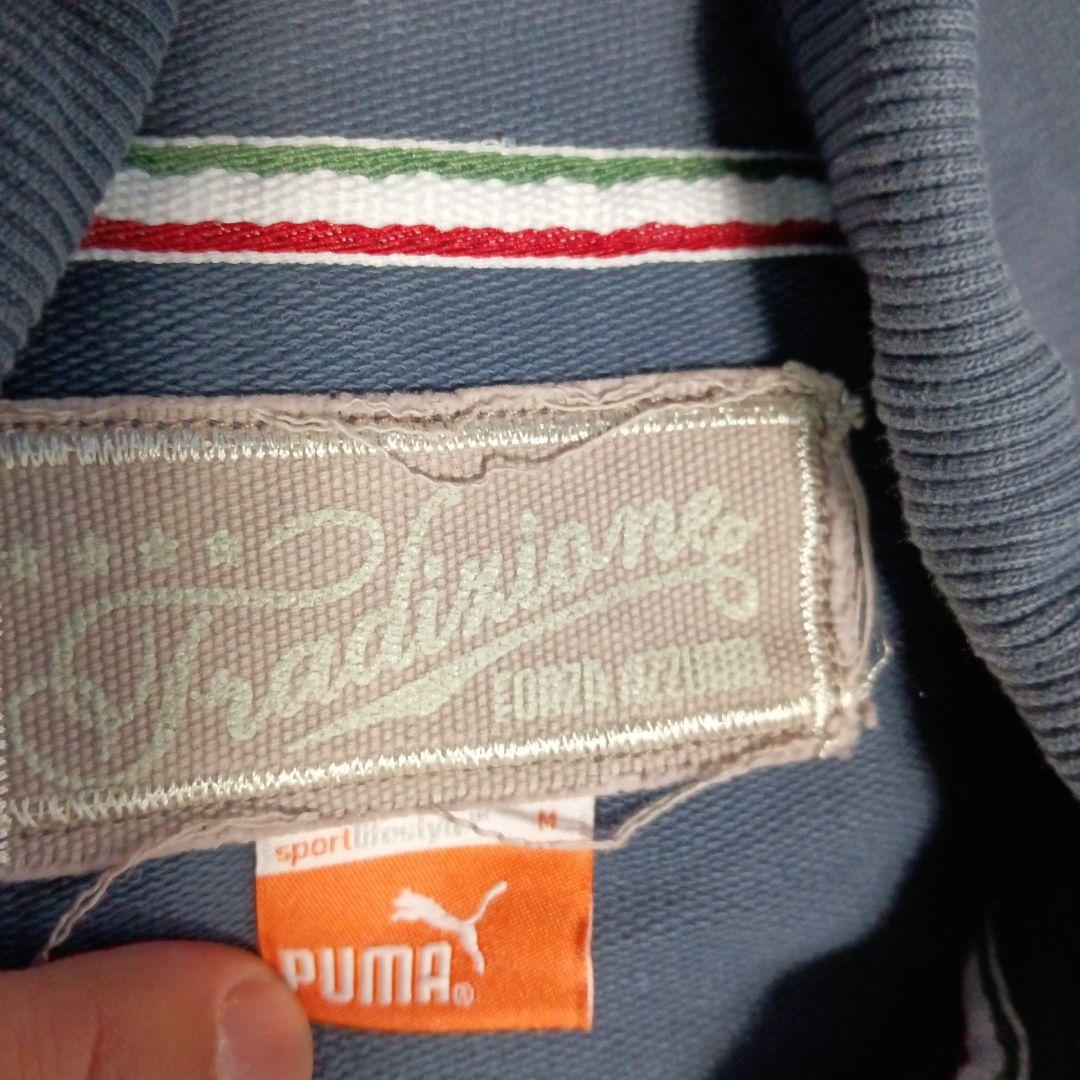 Tradizione
FORZA AZZURRI
sportlifestyle
M
PUMA®